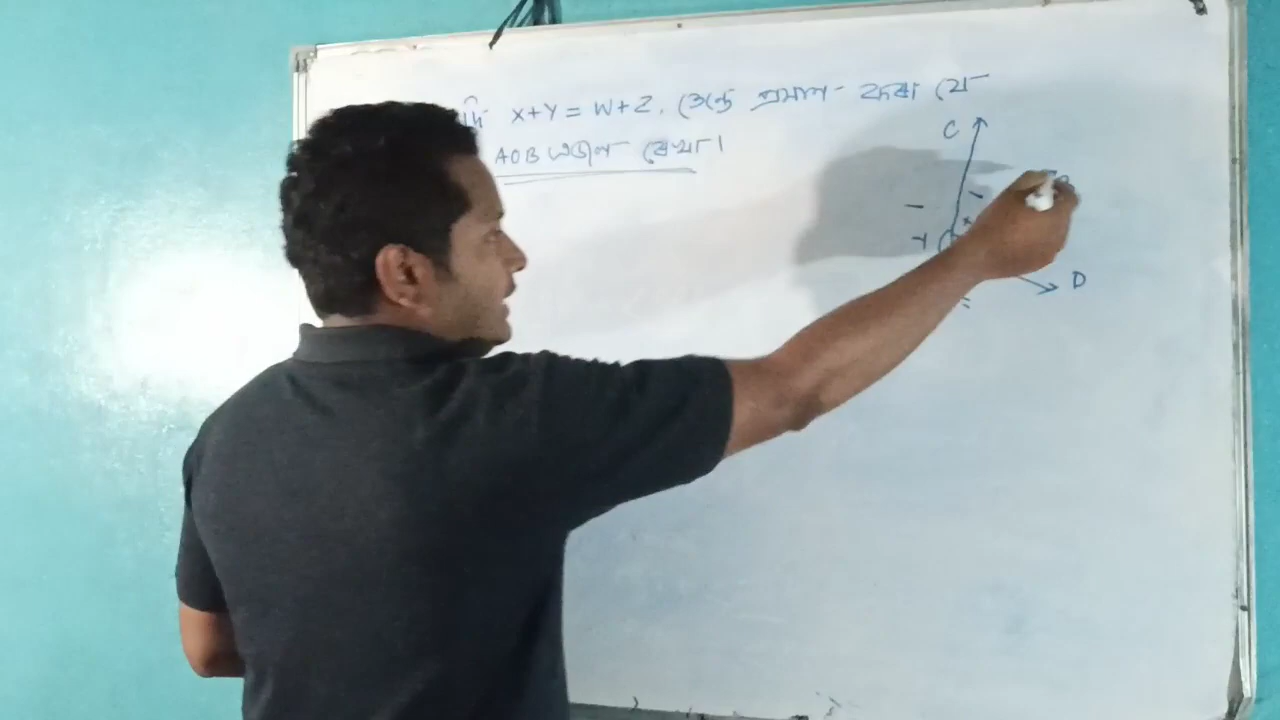 X+Y = W+Z. তেন্তে প্ৰমাণ কৰা যে
AOB এডাল ৰেখা।
C
x
Y
D